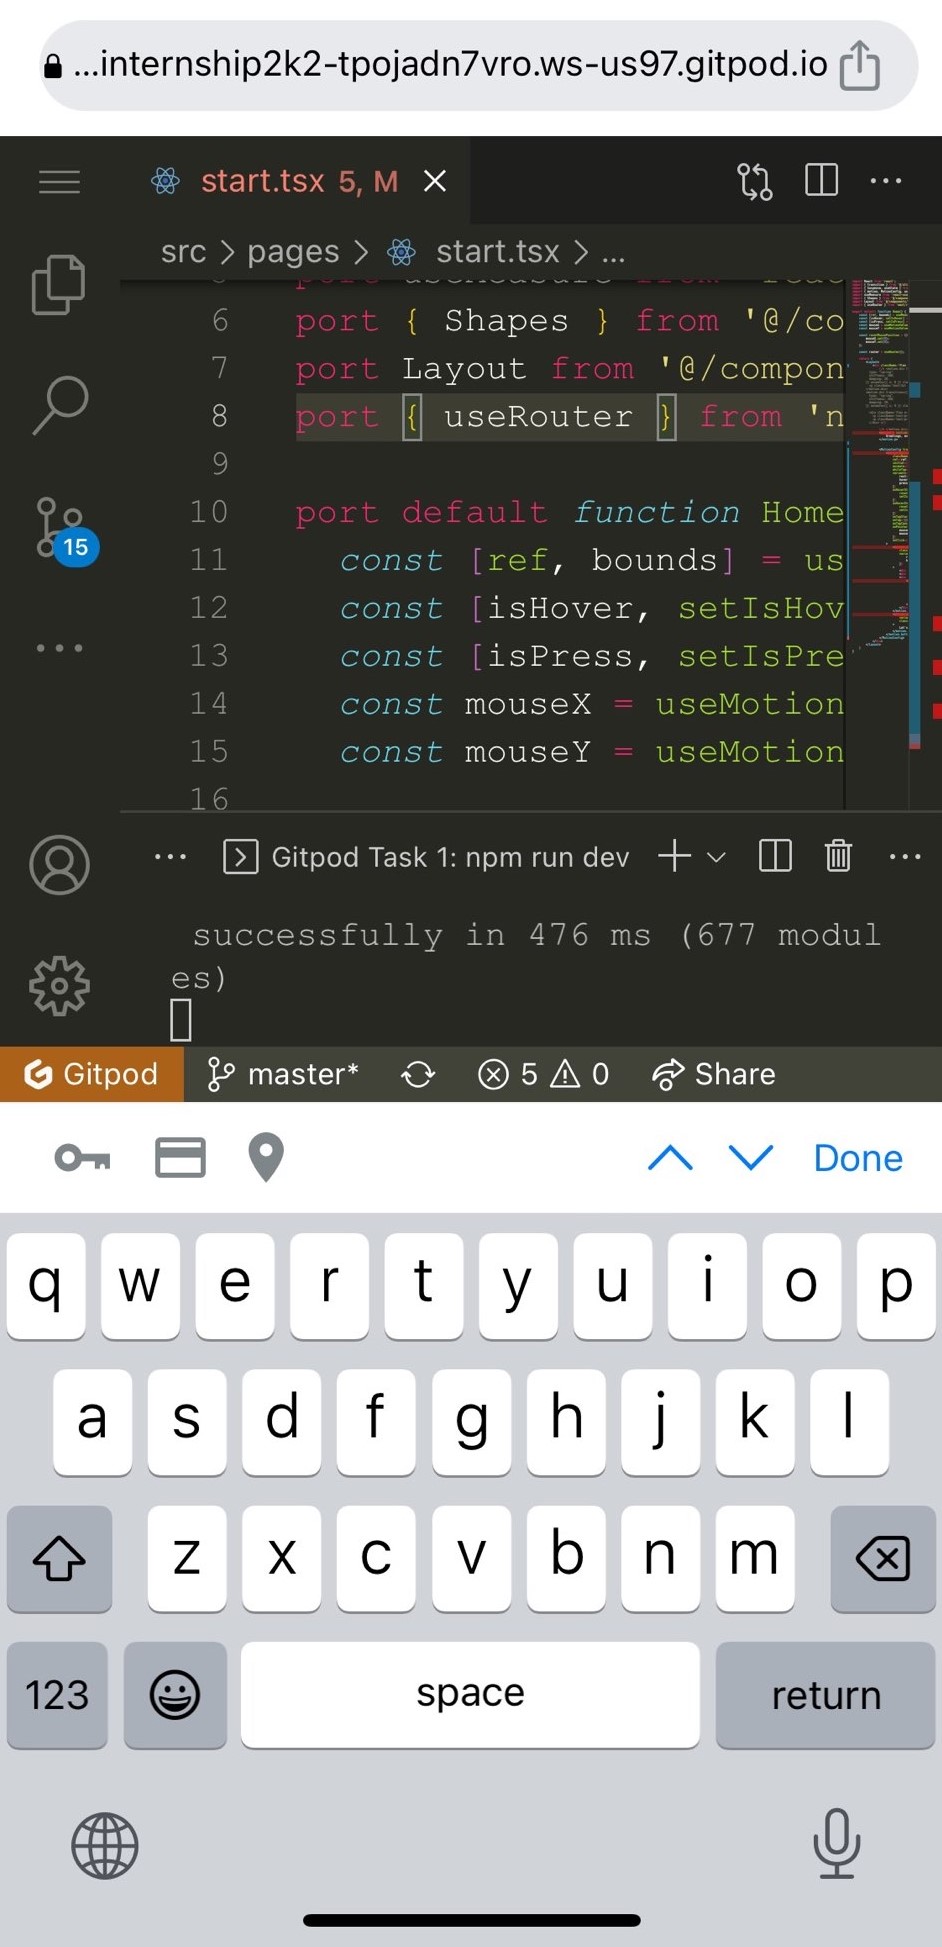 ...internship2k2-tpojadn7vro.ws-us97.gitpod.io
start.tsx 5, M
src > pages > start.tsx > ...
6 port { Shapes } from '@/co
7 port Layout from '@/compon
8 port { useRouter } from 'n
9
10 port default function Home
11 const [ref, bounds] = us
12 const [isHover, setIsHov
13 const [isPress, setIsPre
14 const mouseX = useMotion
15 const mouseY = useMotion
16
15
Gitpod Task 1: npm run dev
successfully in 476 ms (677 modul
es)
Gitpod master* 5 0 Share
Done
q w e r t y u i o p
a s d f g h j k l
z x c v b n m
123 space return